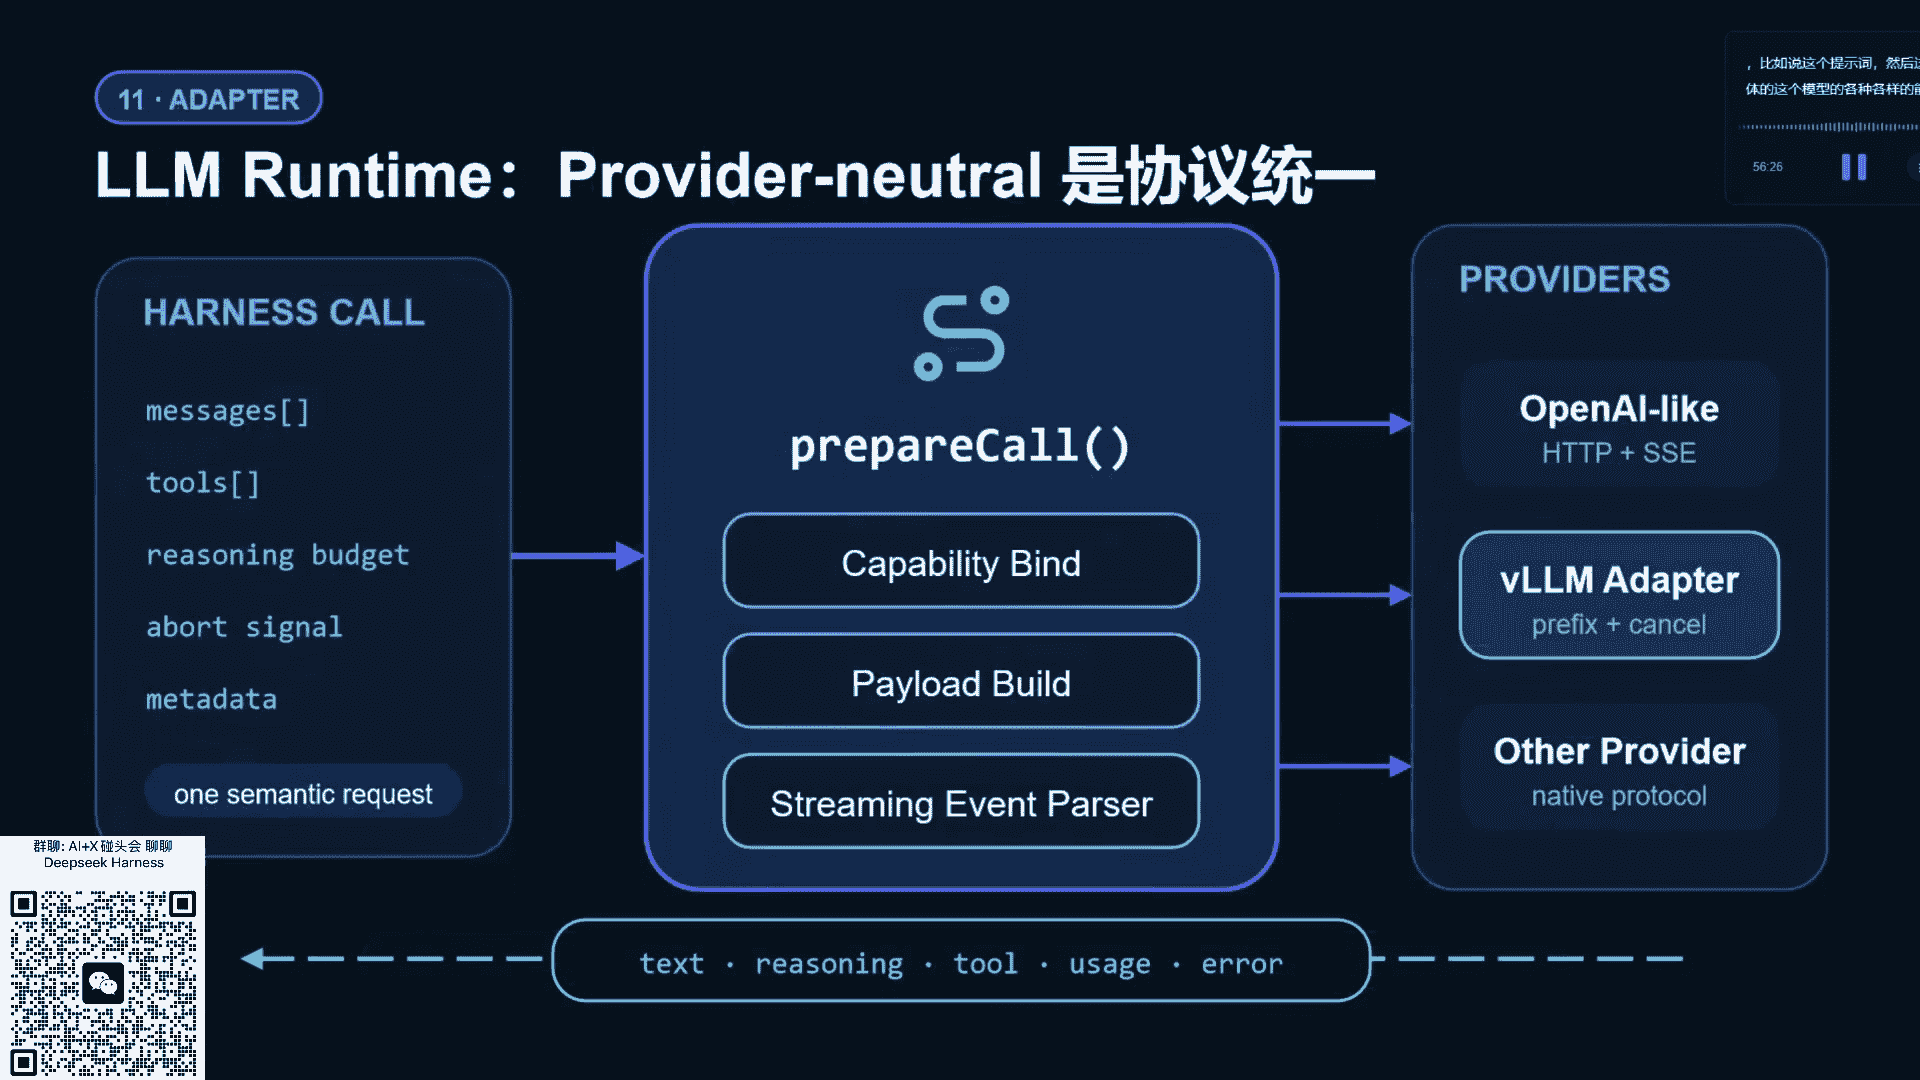 11 · ADAPTER
LLM Runtime：Provider-neutral 是协议统一
，比如说这个提示词，然后
体的这个模型的各种各样的
56:26
HARNESS CALL
messages[]
tools[]
reasoning budget
abort signal
metadata
one semantic request
prepareCall()
Capability Bind
Payload Build
Streaming Event Parser
PROVIDERS
OpenAI-like
HTTP + SSE
vLLM Adapter
prefix + cancel
Other Provider
native protocol
text · reasoning · tool · usage · error
群聊: AI+X 碰头会 聊聊
Deepseek Harness